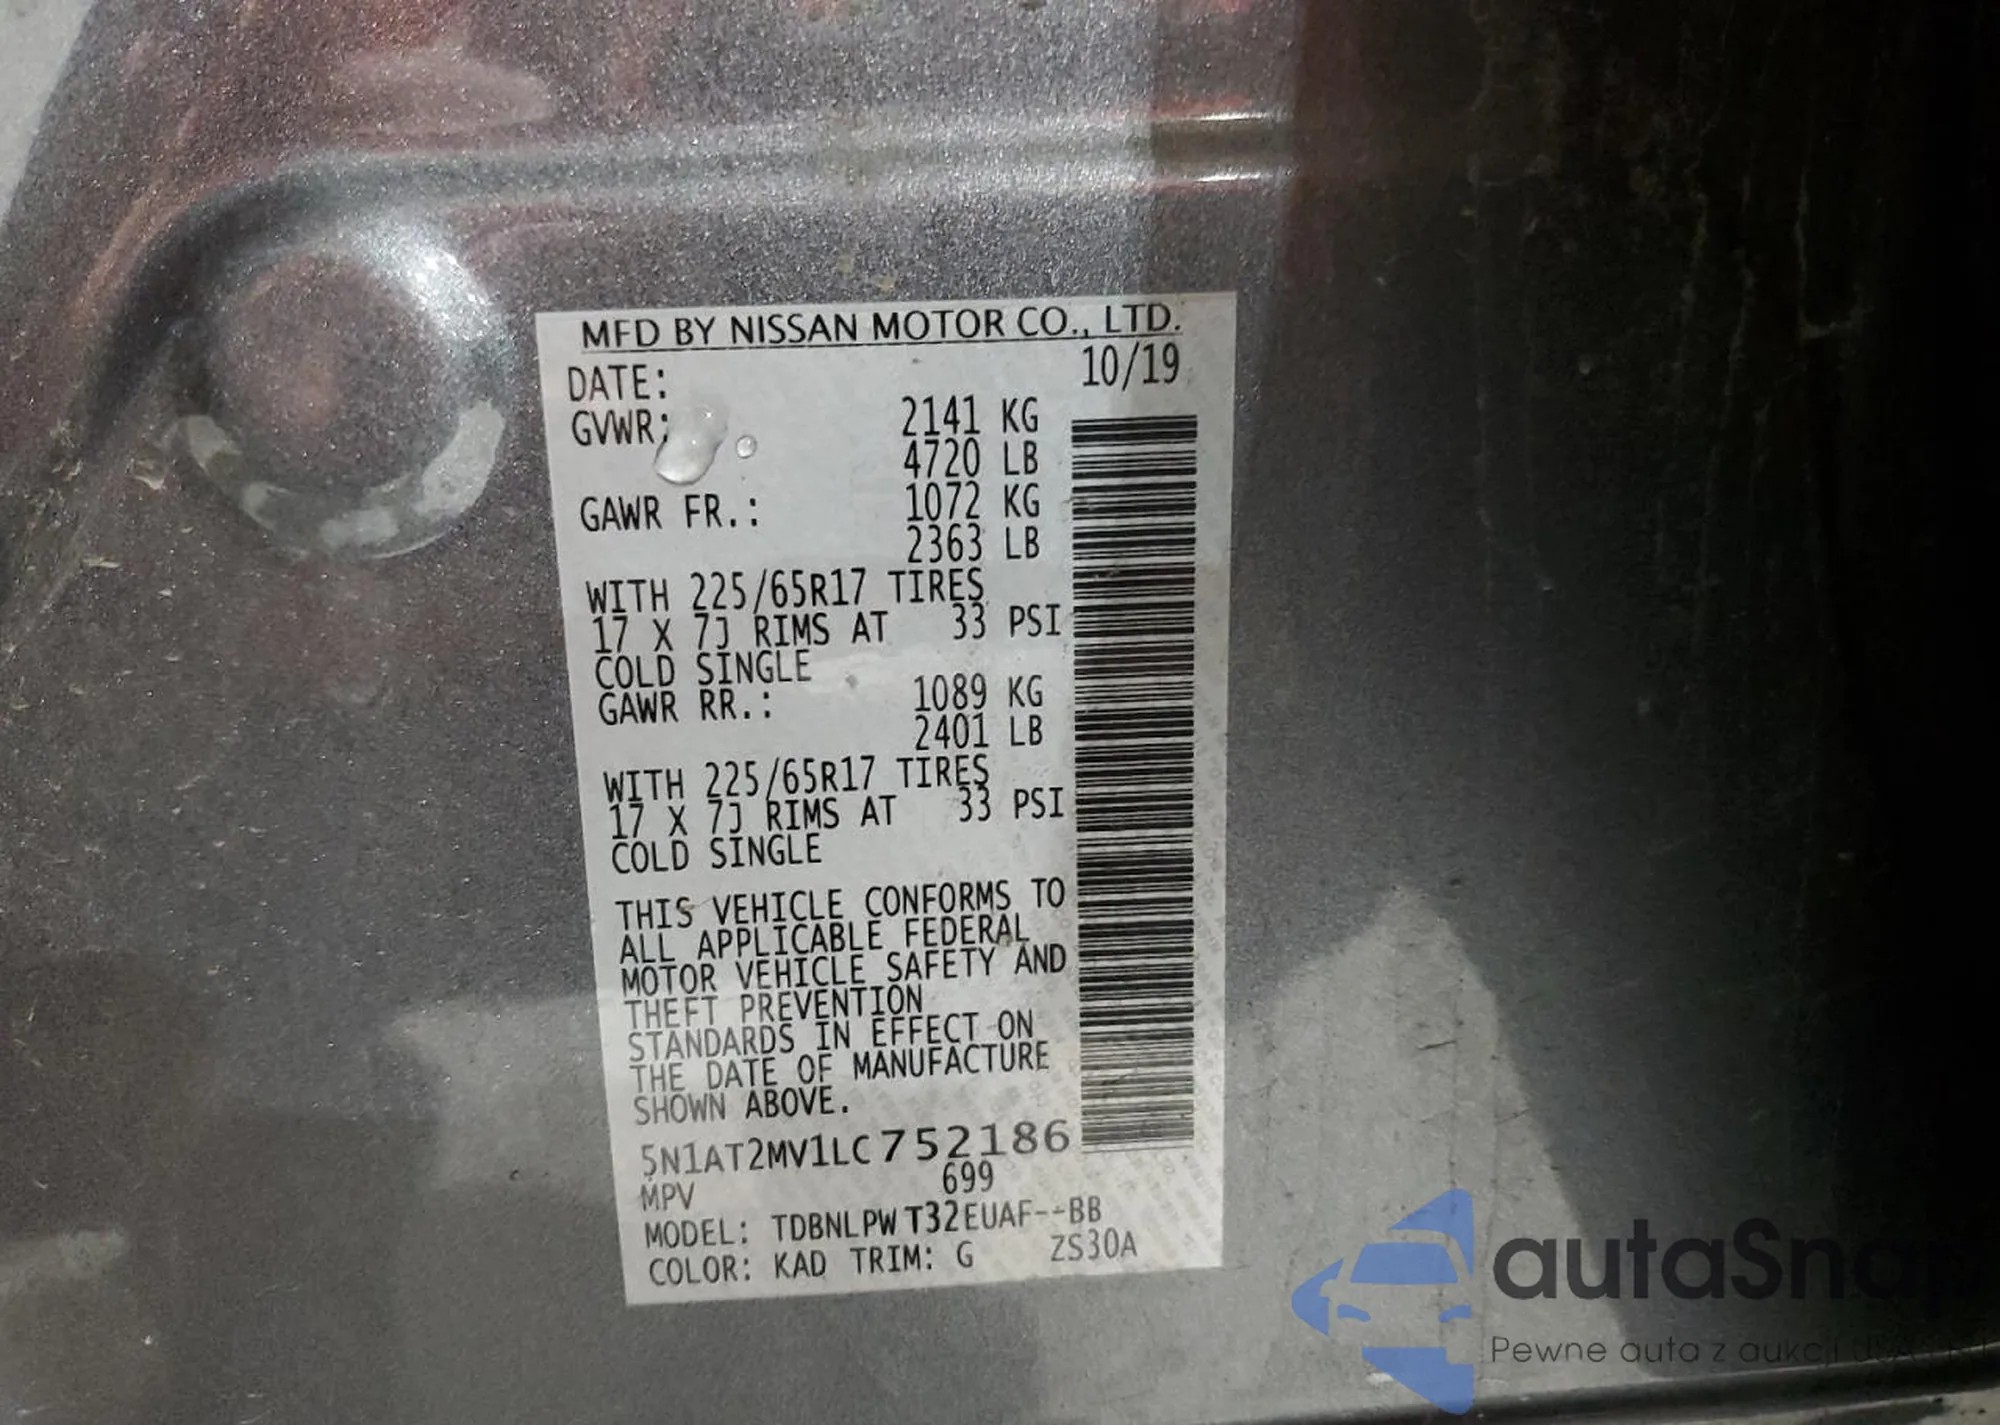 MFD BY NISSAN MOTOR CO., LTD.
DATE: 10/19
GVWR: 2141 KG
4720 LB
GAWR FR.: 1072 KG
2363 LB
WITH 225/65R17 TIRES
17 X 7J RIMS AT 33 PSI
COLD SINGLE
GAWR RR.: 1089 KG
2401 LB
WITH 225/65R17 TIRES
17 X 7J RIMS AT 33 PSI
COLD SINGLE
THIS VEHICLE CONFORMS TO
ALL APPLICABLE FEDERAL
MOTOR VEHICLE SAFETY AND
THEFT PREVENTION
STANDARDS IN EFFECT ON
THE DATE OF MANUFACTURE
SHOWN ABOVE.
5N1AT2MV1LC752186
MPV 699
MODEL: TDBNLPWT32EUAF--BB
COLOR: KAD TRIM: G ZS30A
autaSnap
Pewne auta z aukcji